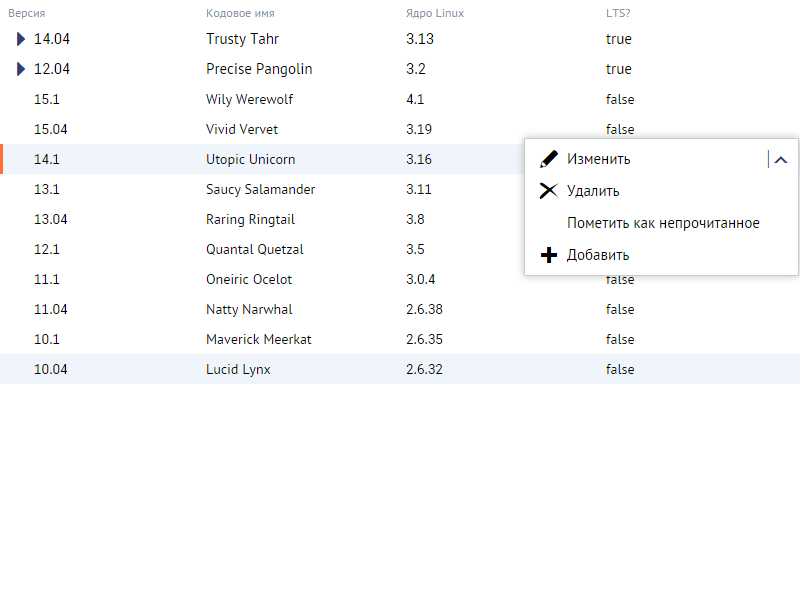 Версия Кодовое имя Ядро Linux LTS?
14.04 Trusty Tahr 3.13 true
12.04 Precise Pangolin 3.2 true
15.1 Wily Werewolf 4.1 false
15.04 Vivid Vervet 3.19 false
14.1 Utopic Unicorn 3.16
13.1 Saucy Salamander 3.11
13.04 Raring Ringtail 3.8
12.1 Quantal Quetzal 3.5
11.1 Oneiric Ocelot 3.0.4 false
11.04 Natty Narwhal 2.6.38 false
10.1 Maverick Meerkat 2.6.35 false
10.04 Lucid Lynx 2.6.32 false
Изменить
Удалить
Пометить как непрочитанное
Добавить